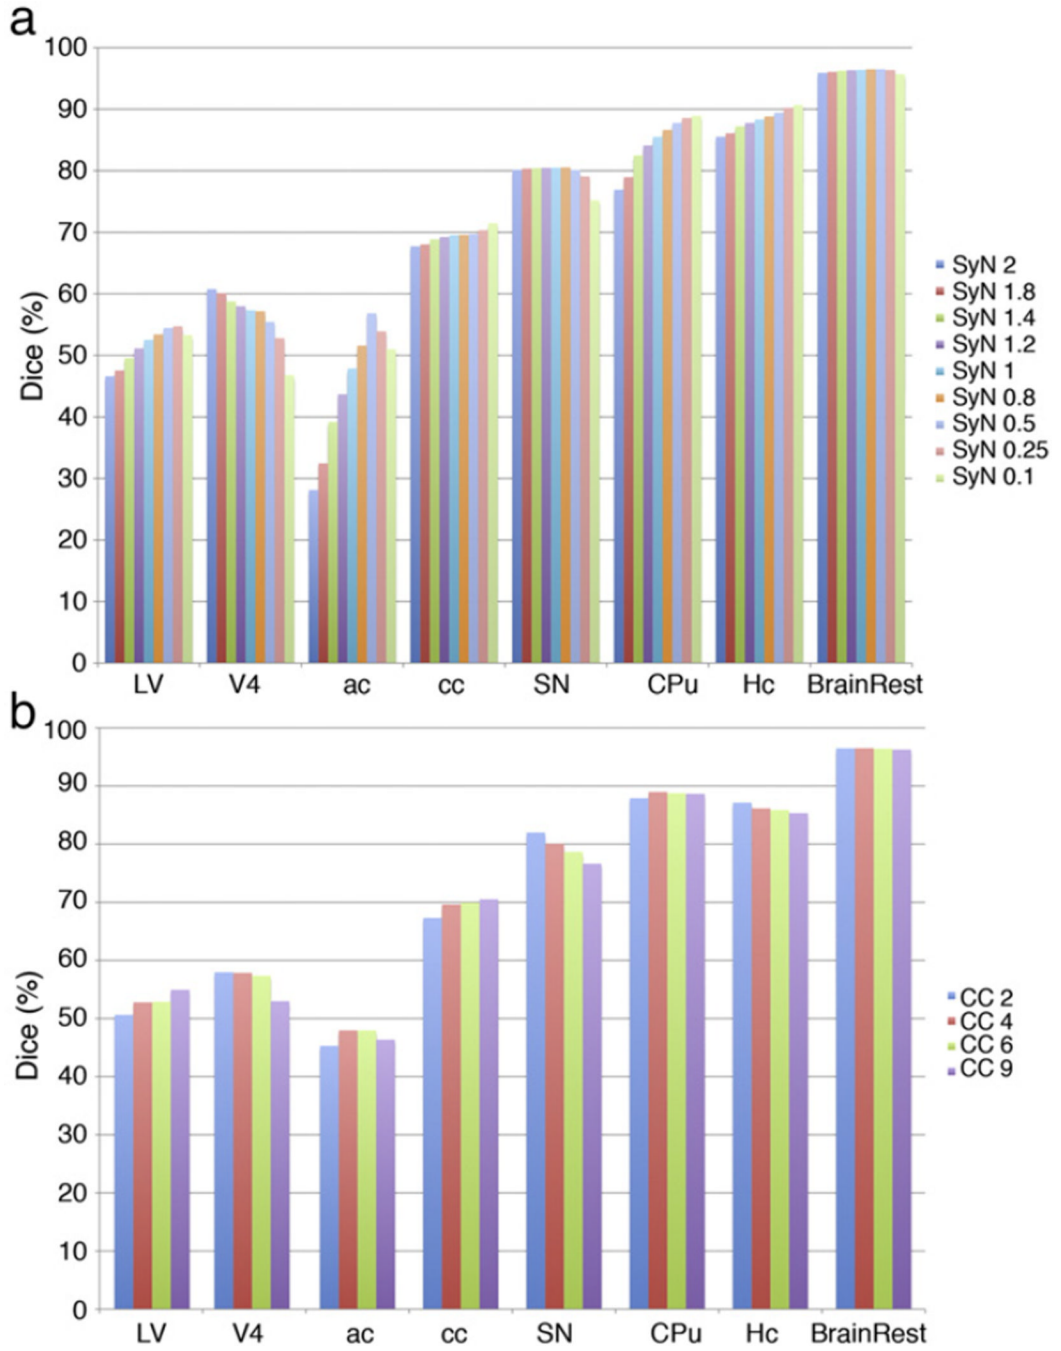 a
100
90
80
70
60
50
40
30
20
10
0
Dice (%)
LV V4 ac cc SN CPu Hc BrainRest
SyN 2
SyN 1.8
SyN 1.4
SyN 1.2
SyN 1
SyN 0.8
SyN 0.5
SyN 0.25
SyN 0.1
b
100
90
80
70
60
50
40
30
20
10
0
Dice (%)
LV V4 ac cc SN CPu Hc BrainRest
CC 2
CC 4
CC 6
CC 9